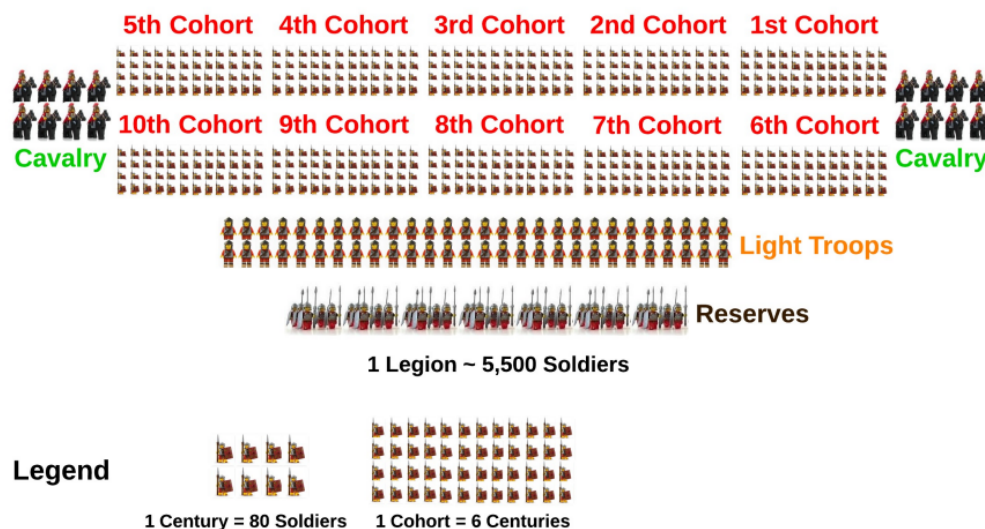 5th Cohort 4th Cohort 3rd Cohort 2nd Cohort 1st Cohort
10th Cohort 9th Cohort 8th Cohort 7th Cohort 6th Cohort
Cavalry Cavalry
Light Troops
Reserves
1 Legion ~ 5,500 Soldiers
Legend
1 Century = 80 Soldiers 1 Cohort = 6 Centuries